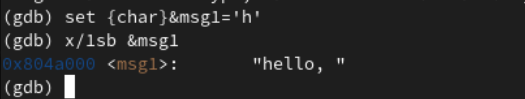 (gdb) set {char}&msg1='h'
(gdb) x/1sb &msg1
0x804a000 <msg1>:      "hello, "
(gdb)